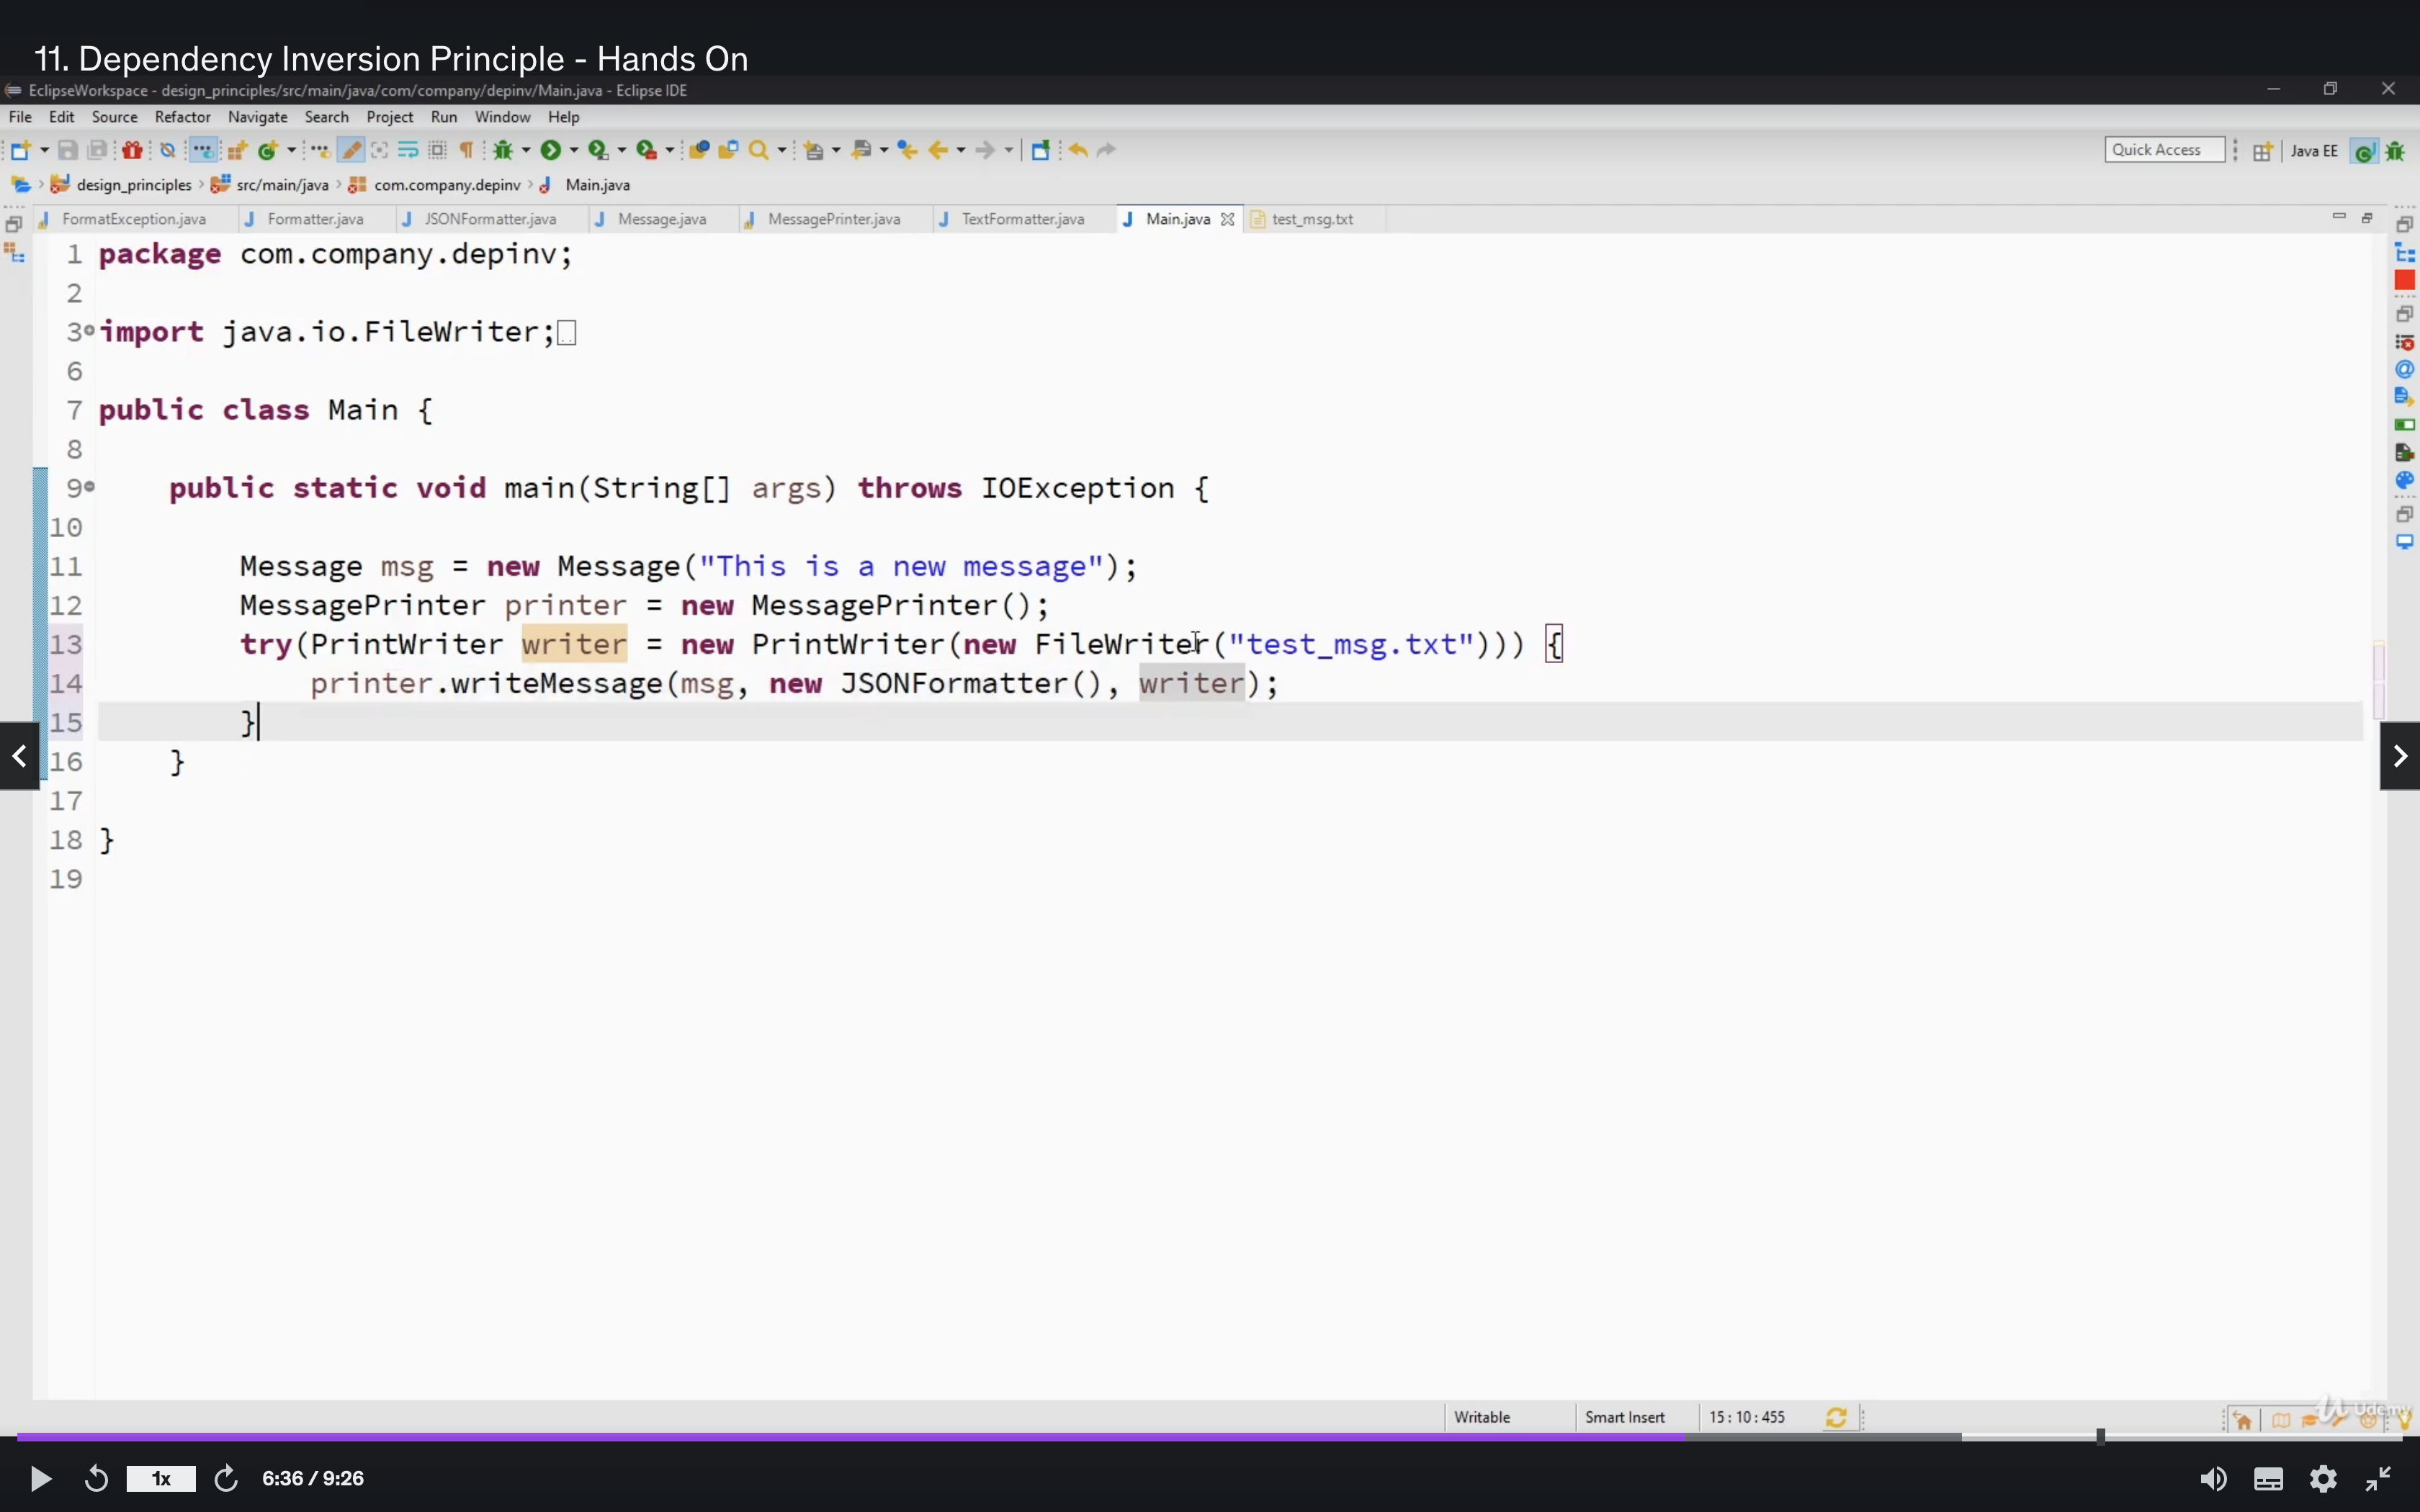 11. Dependency Inversion Principle - Hands On
EclipseWorkspace - design_principles/src/main/java/com/company/depinv/Main.java - Eclipse IDE
File Edit Source Refactor Navigate Search Project Run Window Help
Quick Access Java EE
design_principles src/main/java com.company.depinv Main.java
FormatException.java Formatter.java JSONFormatter.java Message.java MessagePrinter.java TextFormatter.java Main.java test_msg.txt
1 package com.company.depinv;
2
3 import java.io.FileWriter;
6
7 public class Main {
8
9 public static void main(String[] args) throws IOException {
10
11 Message msg = new Message("This is a new message");
12 MessagePrinter printer = new MessagePrinter();
13 try(PrintWriter writer = new PrintWriter(new FileWriter("test_msg.txt"))) {
14 printer.writeMessage(msg, new JSONFormatter(), writer);
15 }
16 }
17
18 }
19
Writable Smart Insert 15 : 10 : 455
Udemy
1x 6:36 / 9:26